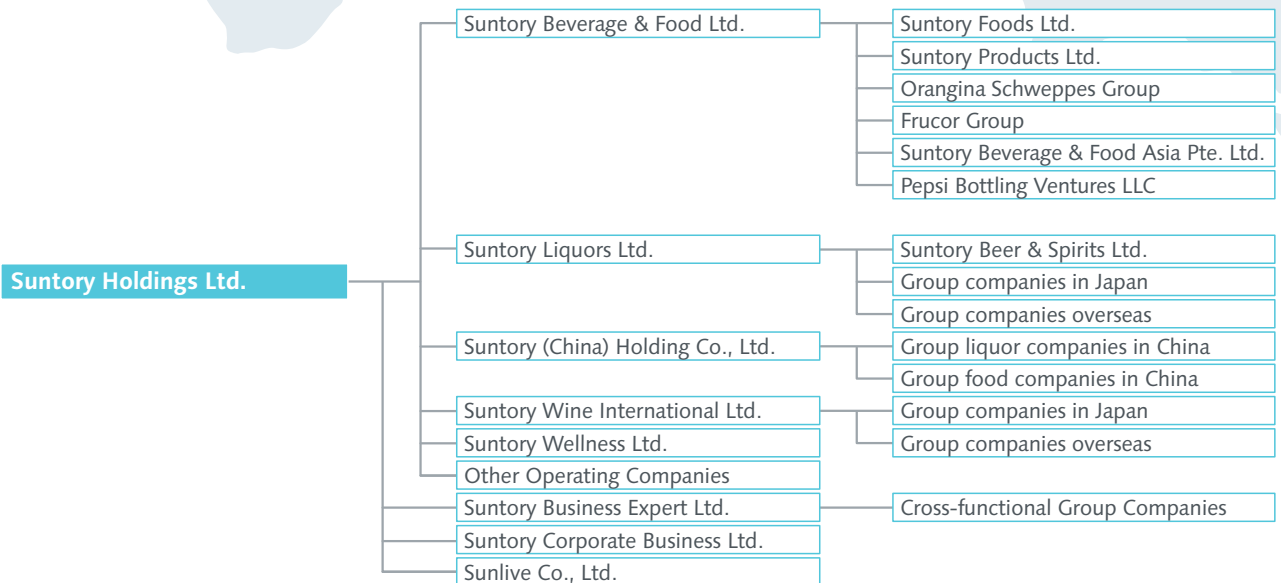 Suntory Holdings Ltd.
Suntory Beverage & Food Ltd.
Suntory Foods Ltd.
Suntory Products Ltd.
Orangina Schweppes Group
Frucor Group
Suntory Beverage & Food Asia Pte. Ltd.
Pepsi Bottling Ventures LLC
Suntory Liquors Ltd.
Suntory Beer & Spirits Ltd.
Group companies in Japan
Group companies overseas
Suntory (China) Holding Co., Ltd.
Group liquor companies in China
Group food companies in China
Suntory Wine International Ltd.
Group companies in Japan
Group companies overseas
Suntory Wellness Ltd.
Other Operating Companies
Suntory Business Expert Ltd.
Cross-functional Group Companies
Suntory Corporate Business Ltd.
Sunlive Co., Ltd.